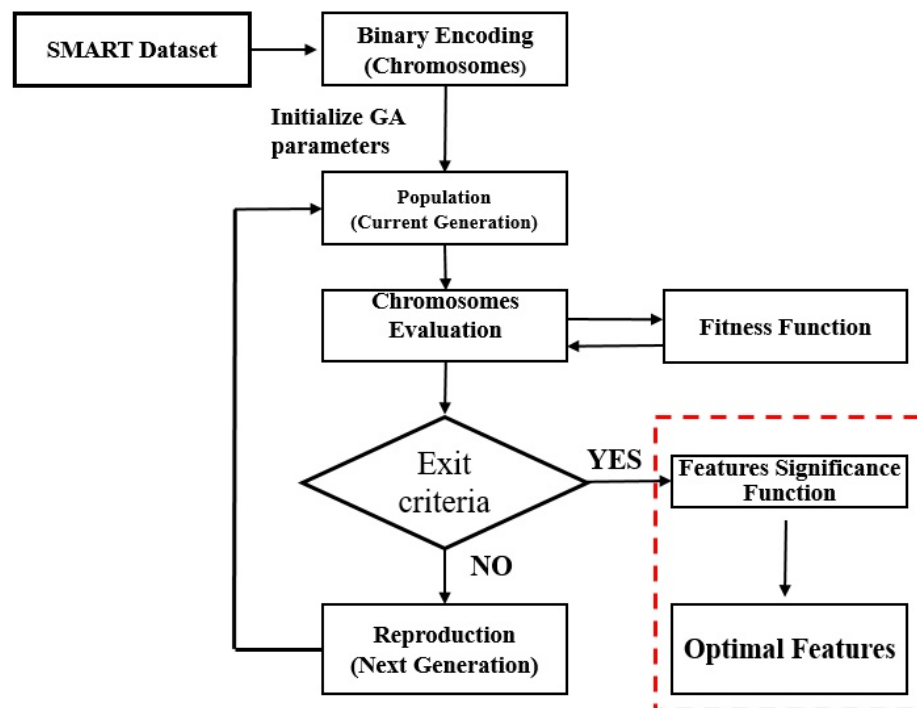 SMART Dataset
Binary Encoding
(Chromosomes)
Initialize GA
parameters
Population
(Current Generation)
Chromosomes
Evaluation
Fitness Function
Exit
criteria
YES
Features Significance
Function
NO
Reproduction
(Next Generation)
Optimal Features